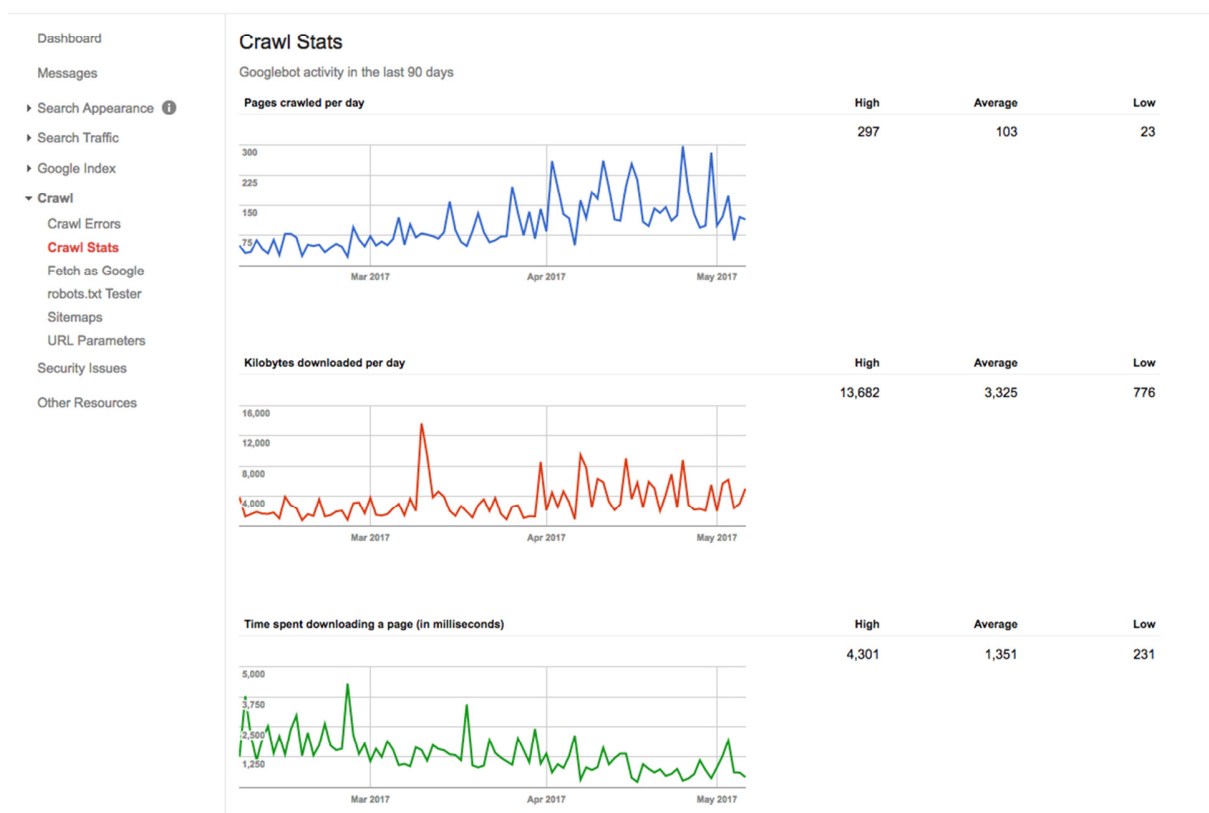 Dashboard
Messages
Search Appearance
Search Traffic
Google Index
Crawl
Crawl Errors
Crawl Stats
Fetch as Google
robots.txt Tester
Sitemaps
URL Parameters
Security Issues
Other Resources
Crawl Stats
Googlebot activity in the last 90 days
Pages crawled per day High Average Low
297 103 23
300
225
150
75
Mar 2017 Apr 2017 May 2017
Kilobytes downloaded per day High Average Low
13,682 3,325 776
16,000
12,000
8,000
4,000
Mar 2017 Apr 2017 May 2017
Time spent downloading a page (in milliseconds) High Average Low
4,301 1,351 231
5,000
3,750
2,500
1,250
Mar 2017 Apr 2017 May 2017